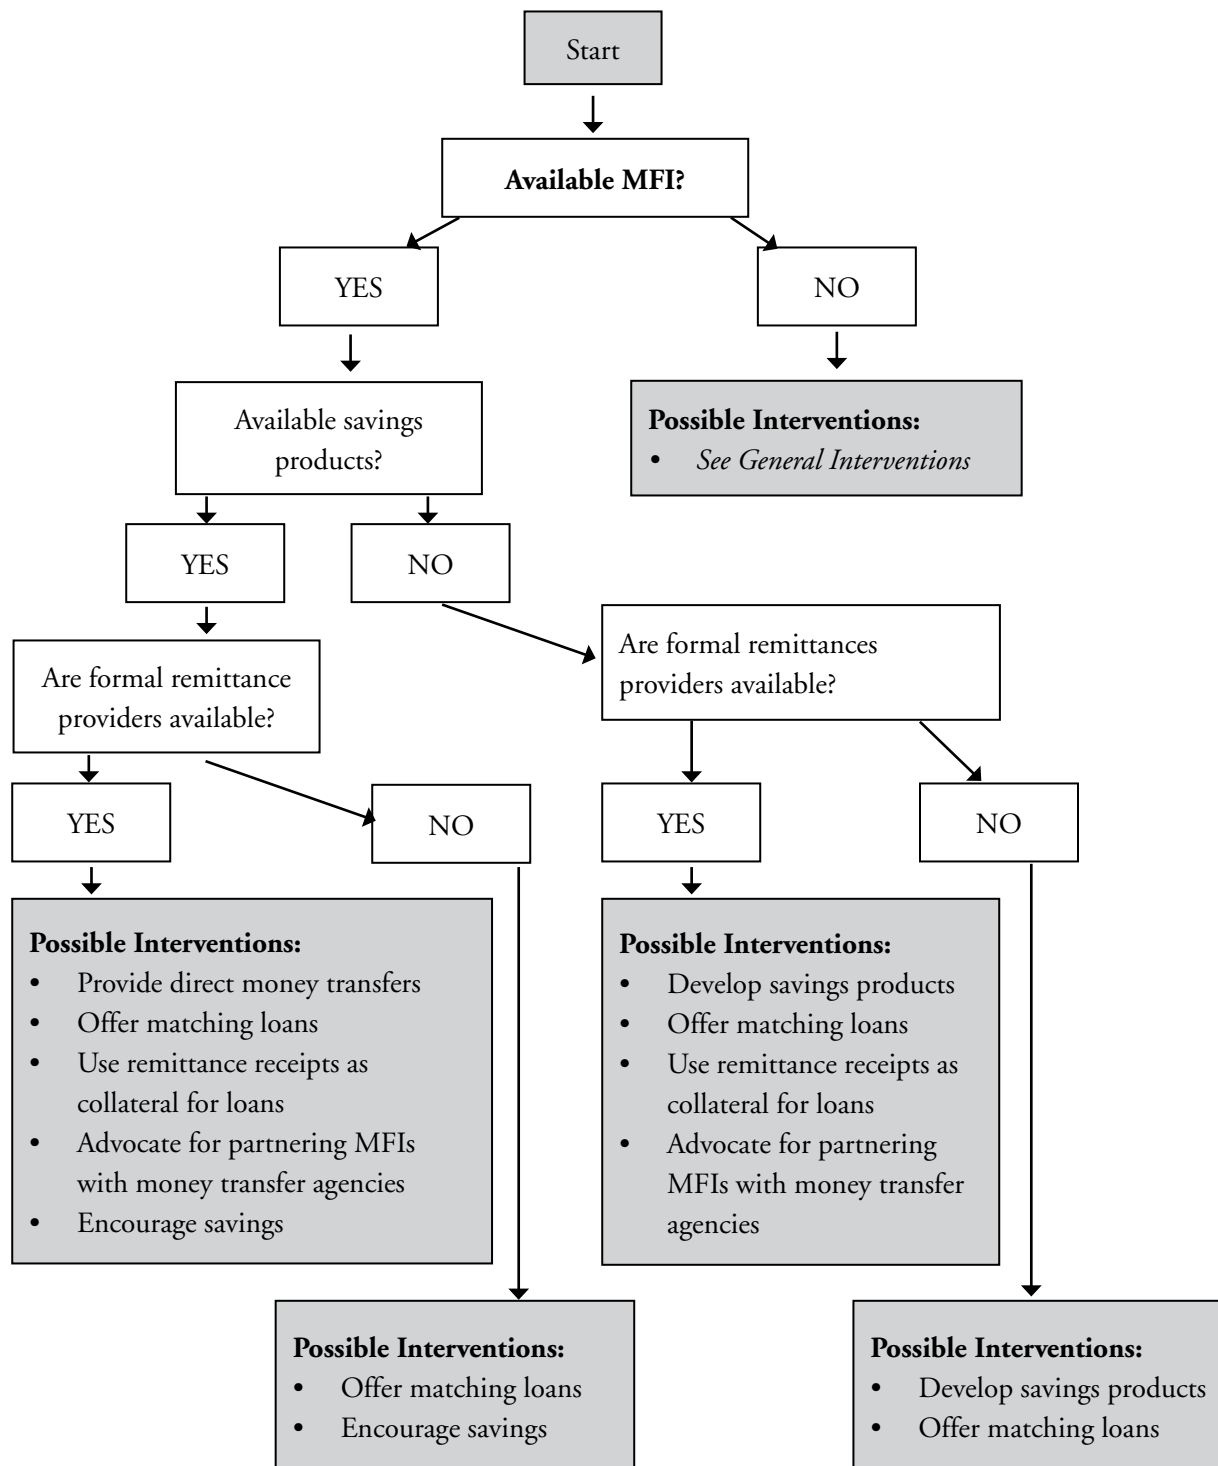 Start
Available MFI?
YES
NO
Available savings
products?
Possible Interventions:
• See General Interventions
YES
NO
Are formal remittance
providers available?
Are formal remittances
providers available?
YES
NO
YES
NO
Possible Interventions:
• Provide direct money transfers
• Offer matching loans
• Use remittance receipts as
collateral for loans
• Advocate for partnering MFIs
with money transfer agencies
• Encourage savings
Possible Interventions:
• Develop savings products
• Offer matching loans
• Use remittance receipts as
collateral for loans
• Advocate for partnering
MFIs with money transfer
agencies
Possible Interventions:
• Offer matching loans
• Encourage savings
Possible Interventions:
• Develop savings products
• Offer matching loans